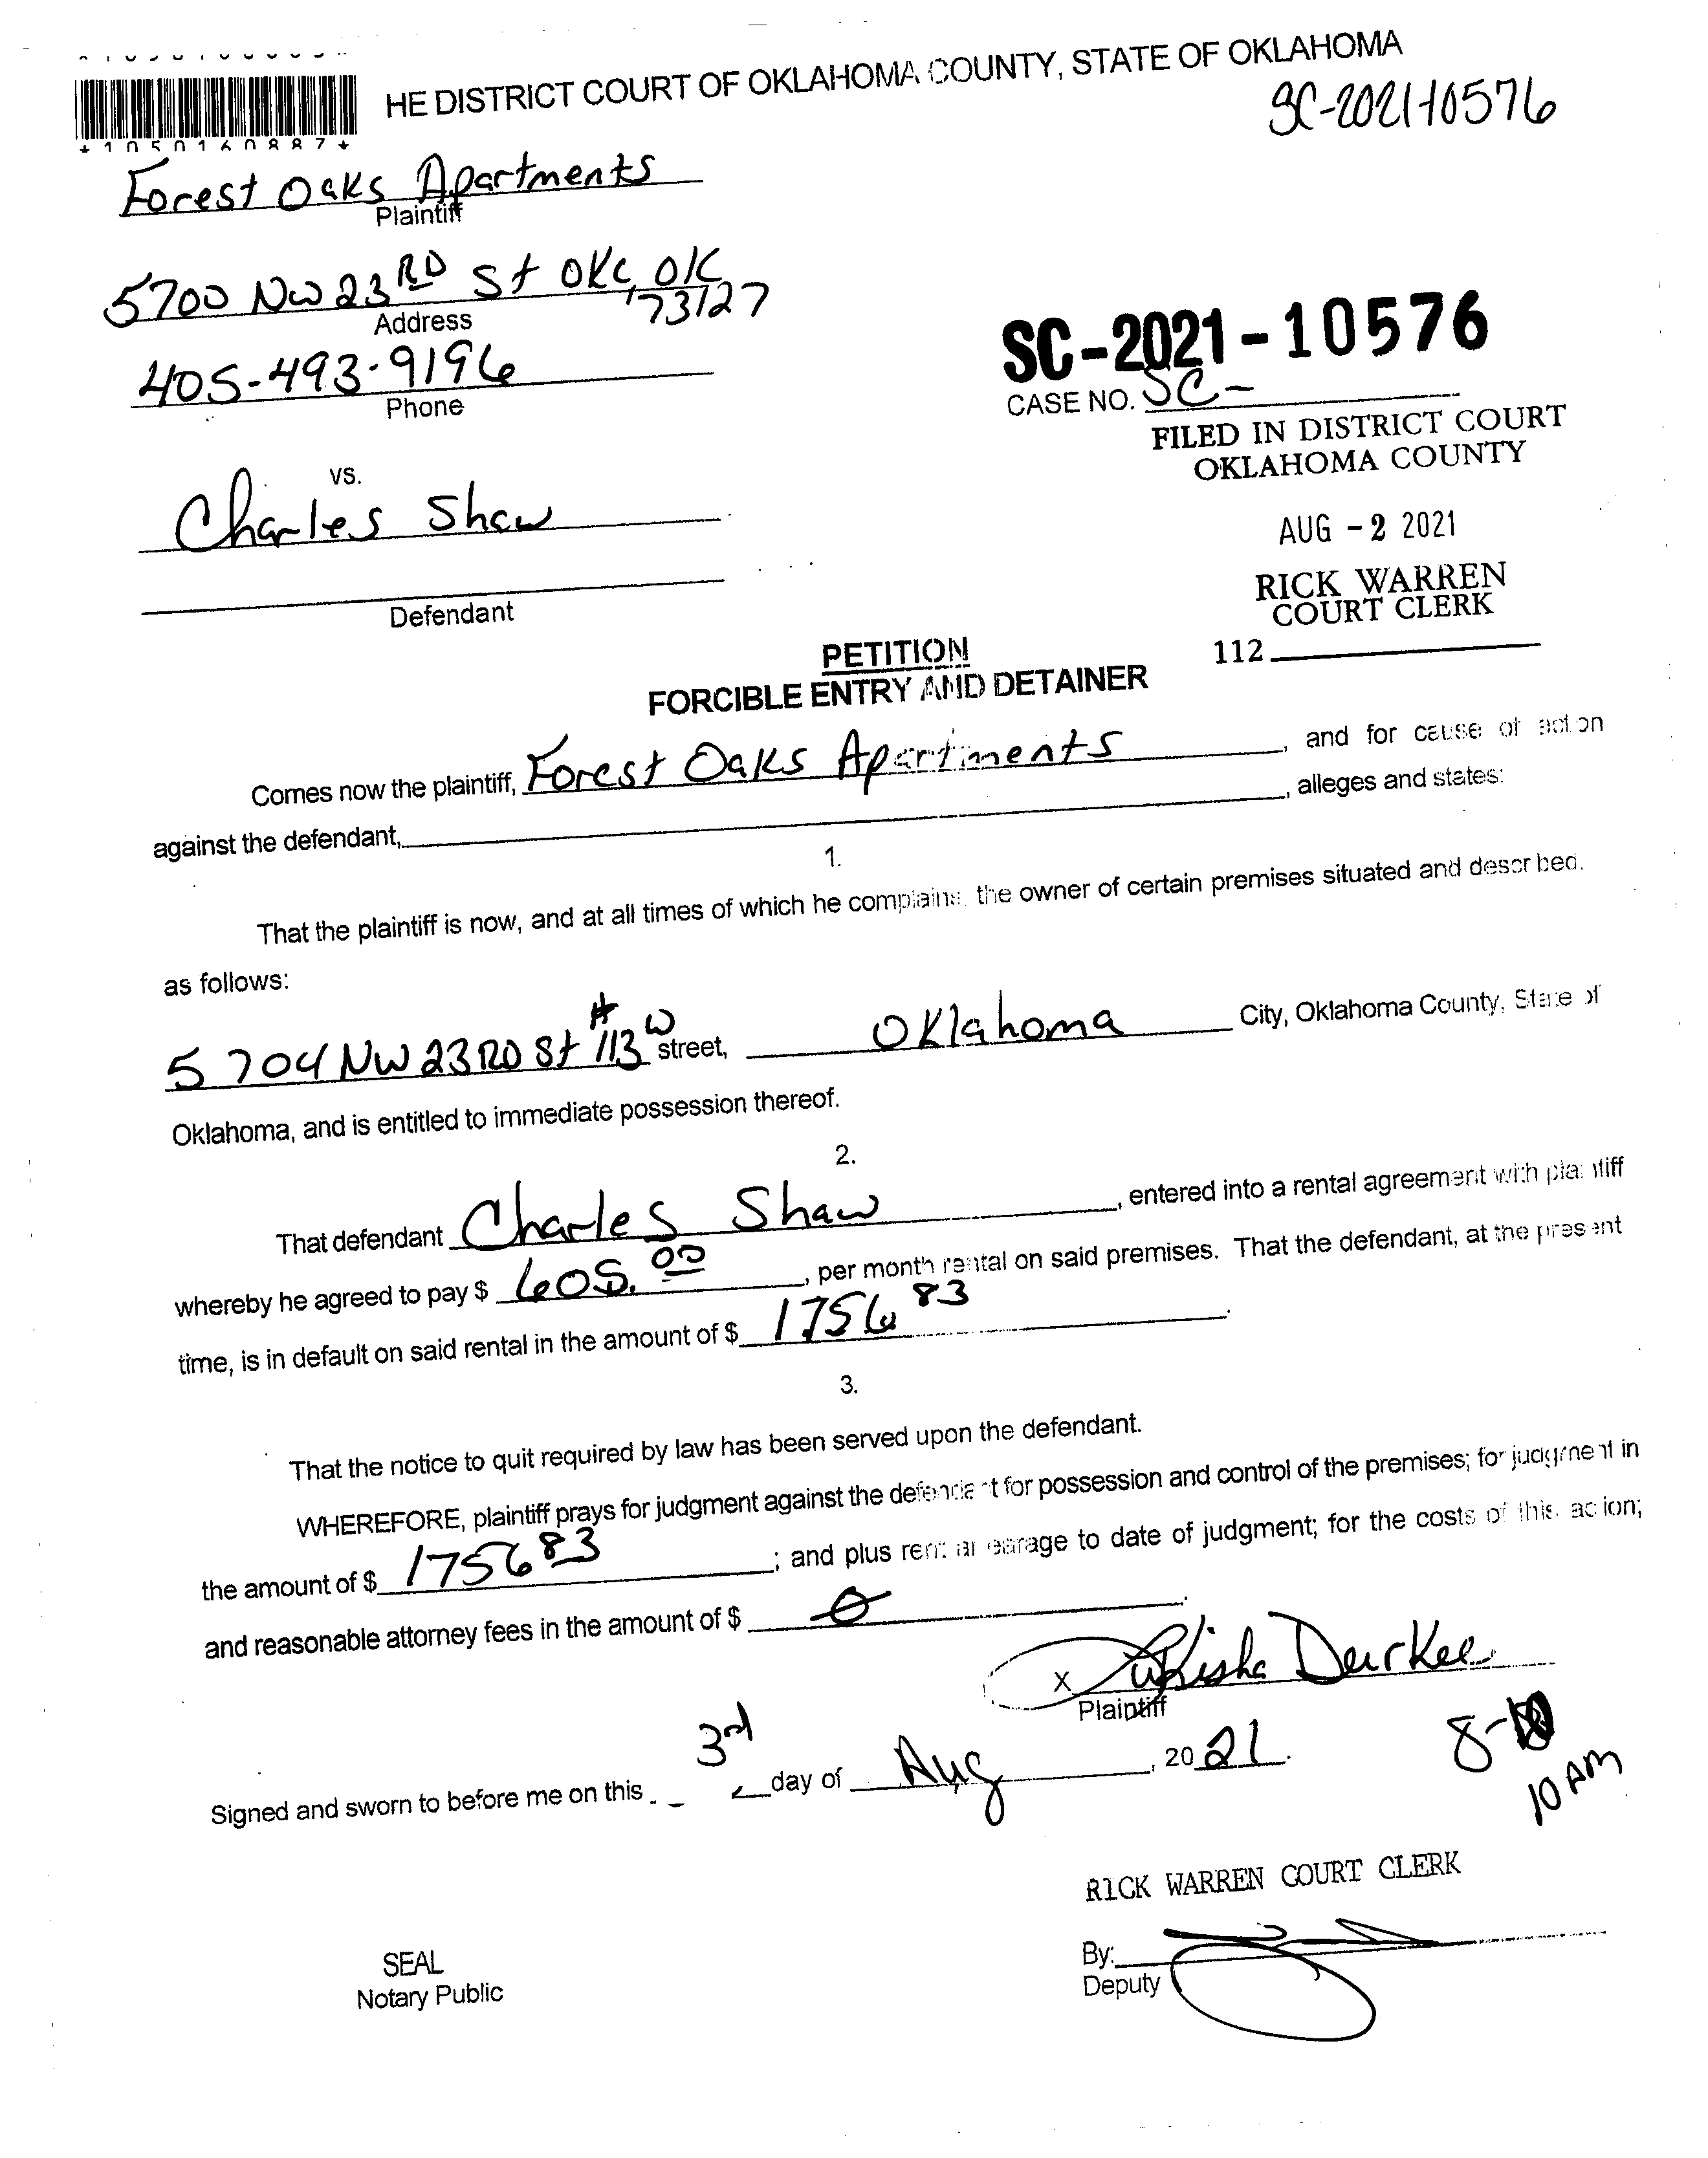 HE DISTRICT COURT OF OKLAHOMA COUNTY, STATE OF OKLAHOMA
SC-2021-10576
*1050160887*
Forest Oaks Apartments
Plaintiff
5700 NW 23RD St OKC, OK
73127
Address
405-493-9196
Phone
SC-2021-10576
CASE NO. SC-
FILED IN DISTRICT COURT
OKLAHOMA COUNTY
vs.
Charles Shaw
AUG -2 2021
RICK WARREN
COURT CLERK
Defendant
112
PETITION
FORCIBLE ENTRY AND DETAINER
Comes now the plaintiff, Forest Oaks Apartments, and for cause of action
against the defendant, , alleges and states:
1.
That the plaintiff is now, and at all times of which he complains, the owner of certain premises situated and described.
as follows:
5704 NW 23RD St #113 W street, Oklahoma City, Oklahoma County, State of
Oklahoma, and is entitled to immediate possession thereof.
2.
That defendant Charles Shaw, entered into a rental agreement with plaintiff
whereby he agreed to pay $ 605.00, per month rental on said premises. That the defendant, at the present
time, is in default on said rental in the amount of $ 1756 83.
3.
That the notice to quit required by law has been served upon the defendant.
WHEREFORE, plaintiff prays for judgment against the defendant for possession and control of the premises; for judgment in
the amount of $ 1756 83; and plus rent arrearage to date of judgment; for the costs of this action;
and reasonable attorney fees in the amount of $ 0.
X Durkee
Plaintiff
Signed and sworn to before me on this 3rd day of Aug, 2021.
8-
10 AM
RICK WARREN COURT CLERK
SEAL
Notary Public
By:
Deputy